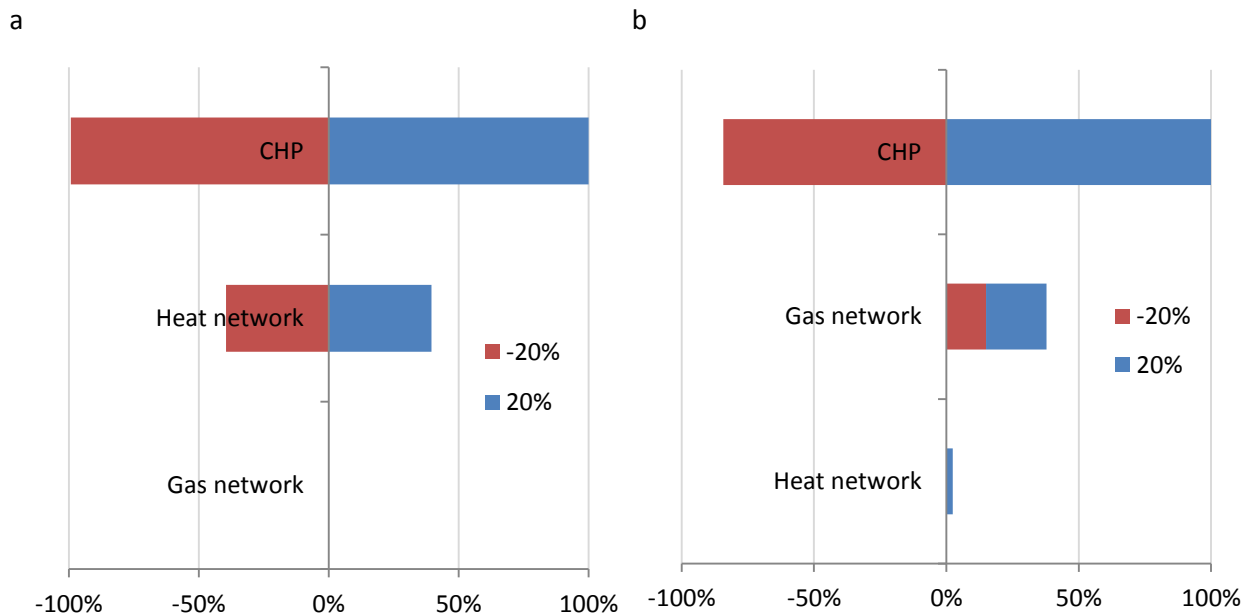 a
CHP
Heat network
Gas network
-20%
20%
-100% -50% 0% 50% 100%
b
CHP
Gas network
Heat network
-20%
20%
-100% -50% 0% 50% 100%